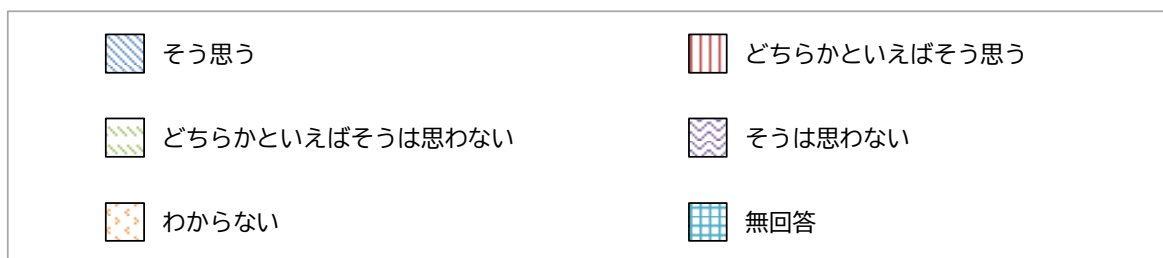 そう思う
どちらかといえばそう思う
どちらかといえばそうは思わない
そうは思わない
わからない
無回答